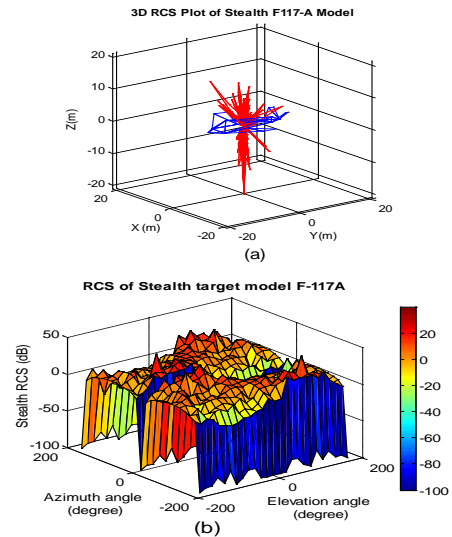 3D RCS Plot of Stealth F117-A Model
20
10
0
-10
-20
Z(m)
20
0
-20
X (m)
-20
0
20
Y(m)
(a)
RCS of Stealth target model F-117A
50
0
-50
-100
Stealth RCS (dB)
200
0
-200
Azimuth angle
(degree)
-200
0
200
Elevation angle
(degree)
20
0
-20
-40
-60
-80
-100
(b)